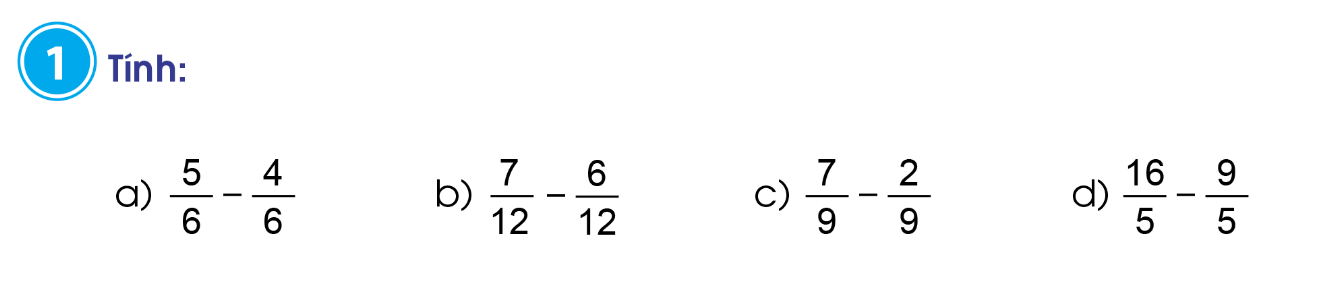 1 Tính:
a) 5/6 − 4/6 b) 7/12 − 6/12 c) 7/9 − 2/9 d) 16/5 − 9/5